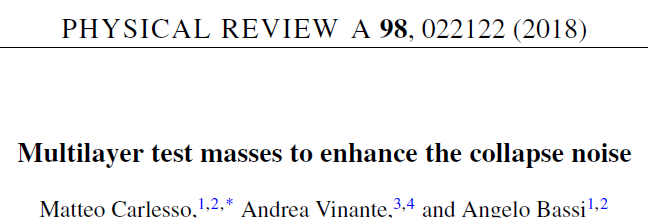 PHYSICAL REVIEW A 98, 022122 (2018)
Multilayer test masses to enhance the collapse noise
Matteo Carlesso,1,2,* Andrea Vinante,3,4 and Angelo Bassi1,2